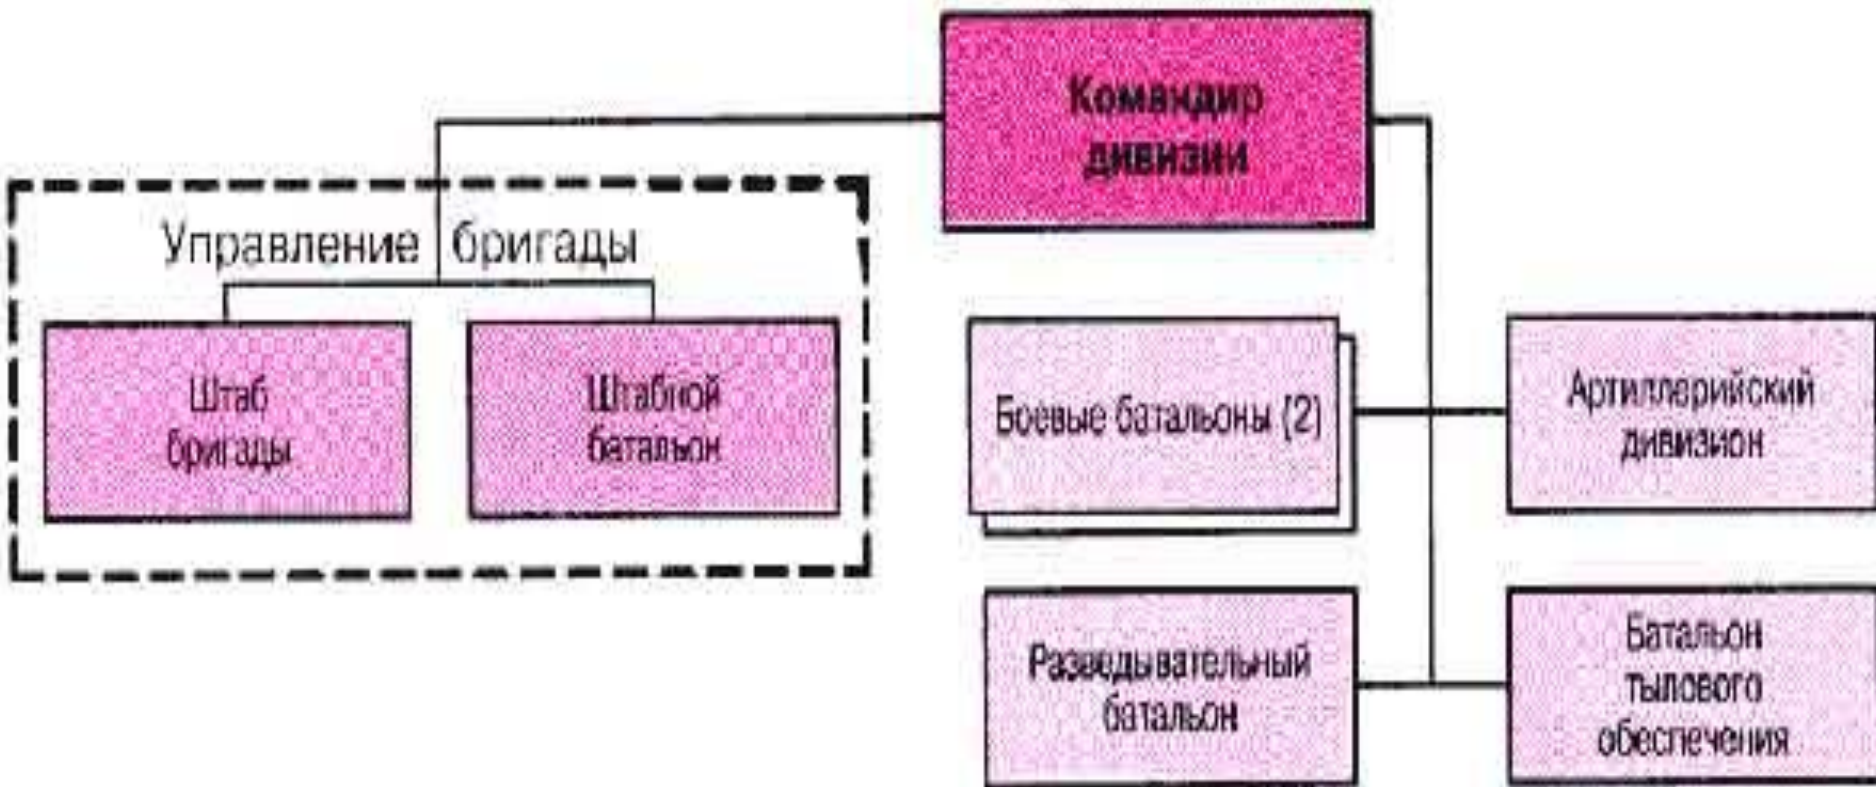 Командир
дивизии
Управление бригады
Штаб
бригады
Штабной
батальон
Боевые батальоны (2)
Артиллерийский
дивизион
Разведывательный
батальон
Батальон
тылового
обеспечения